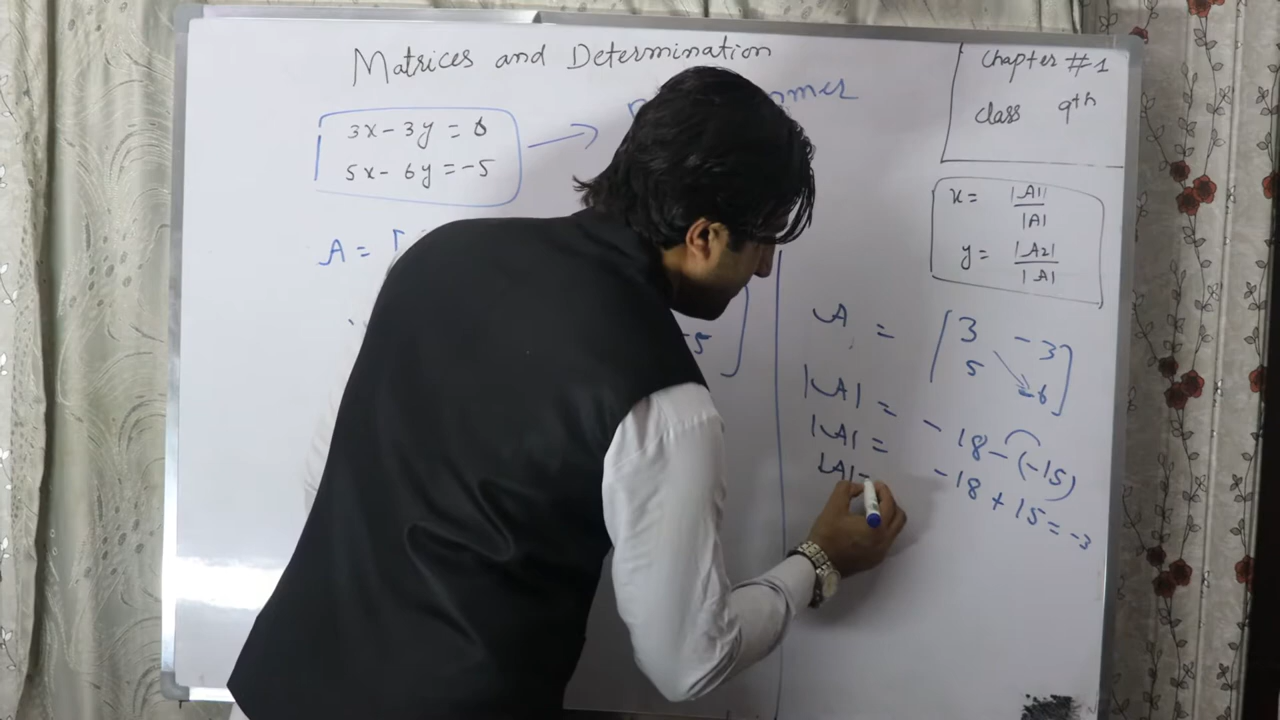 Matrices and Determination
Chapter #1
class 9th
3x - 3y = 6
5x - 6y = -5
x = |A1| / |A|
y = |A2| / |A|
A =
-5
A = [3 -3
5 -6]
|A| = -18 - (-15)
|A| = -18 + 15 = -3
|A| =